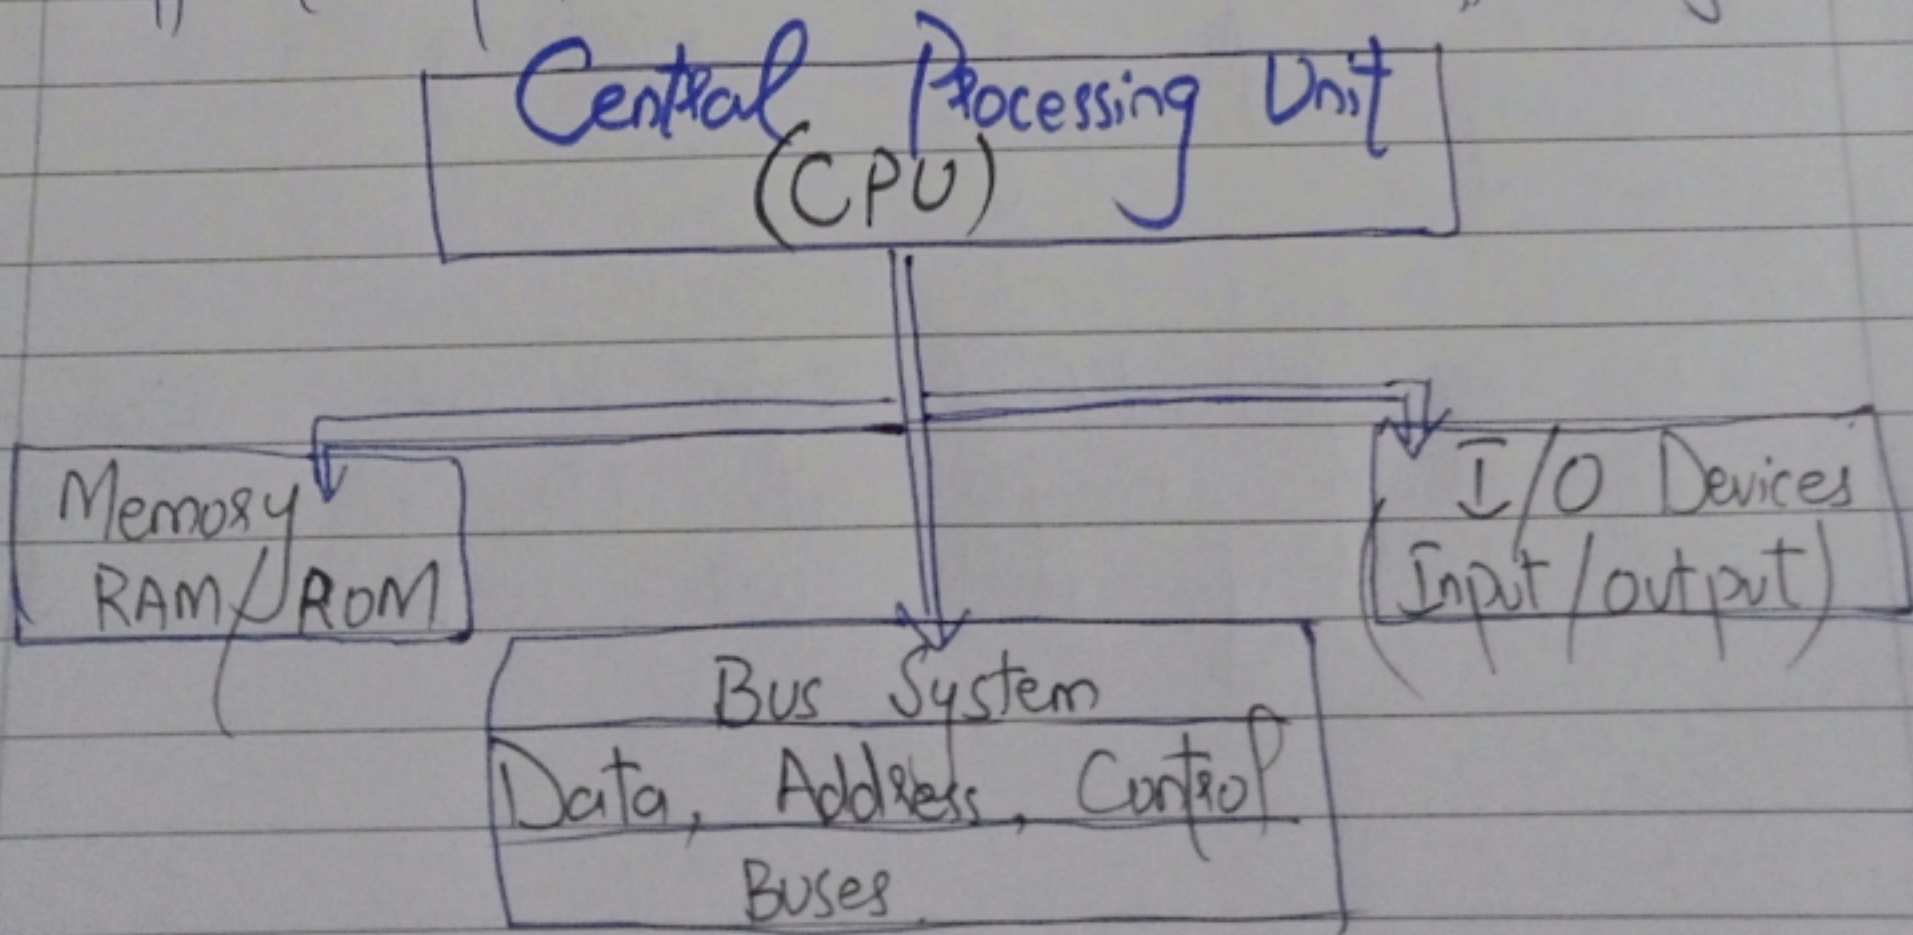 Central Processing Unit
(CPU)
Memory
RAM/ROM
I/O Devices
(Input/output)
Bus System
Data, Address, Control
Buses